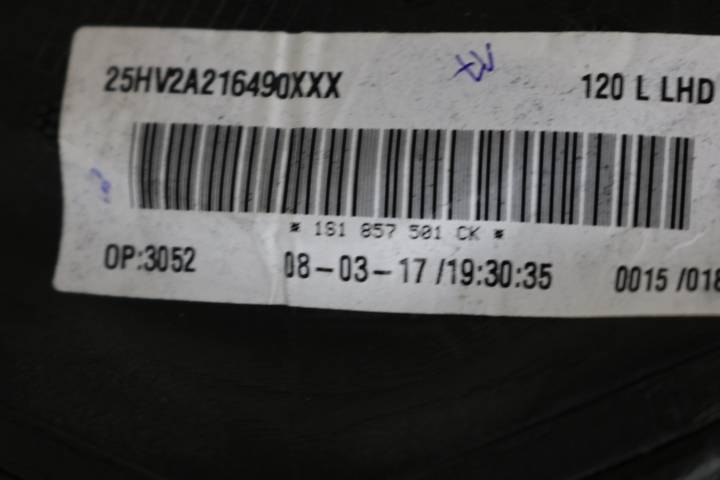 25HV2A216490XXX 120 L LHD
* 1S1 857 501 CK *
OP:3052 08-03-17 /19:30:35 0015 /018